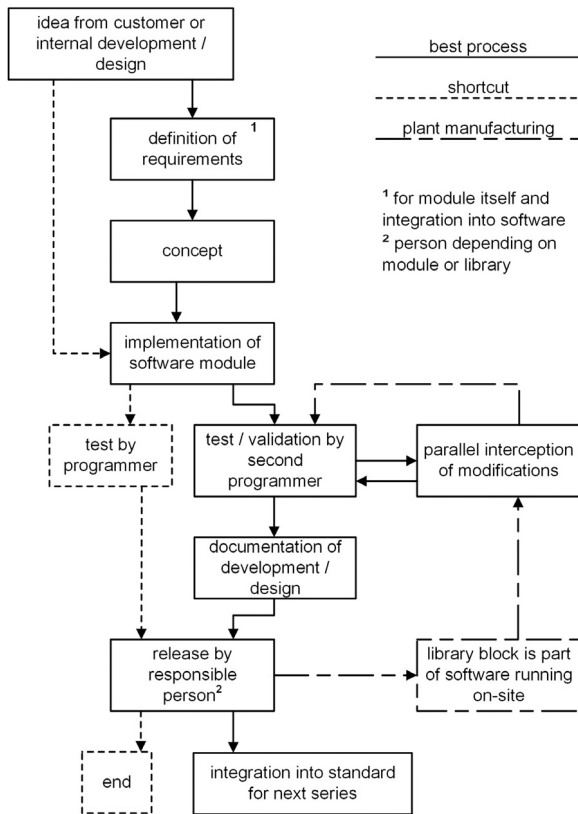 idea from customer or
internal development /
design
best process
shortcut
plant manufacturing
definition of ¹
requirements
¹ for module itself and
integration into software
² person depending on
module or library
concept
implementation of
software module
test by
programmer
test / validation by
second
programmer
parallel interception
of modifications
documentation of
development /
design
release by
responsible
person²
library block is part
of software running
on-site
end
integration into standard
for next series